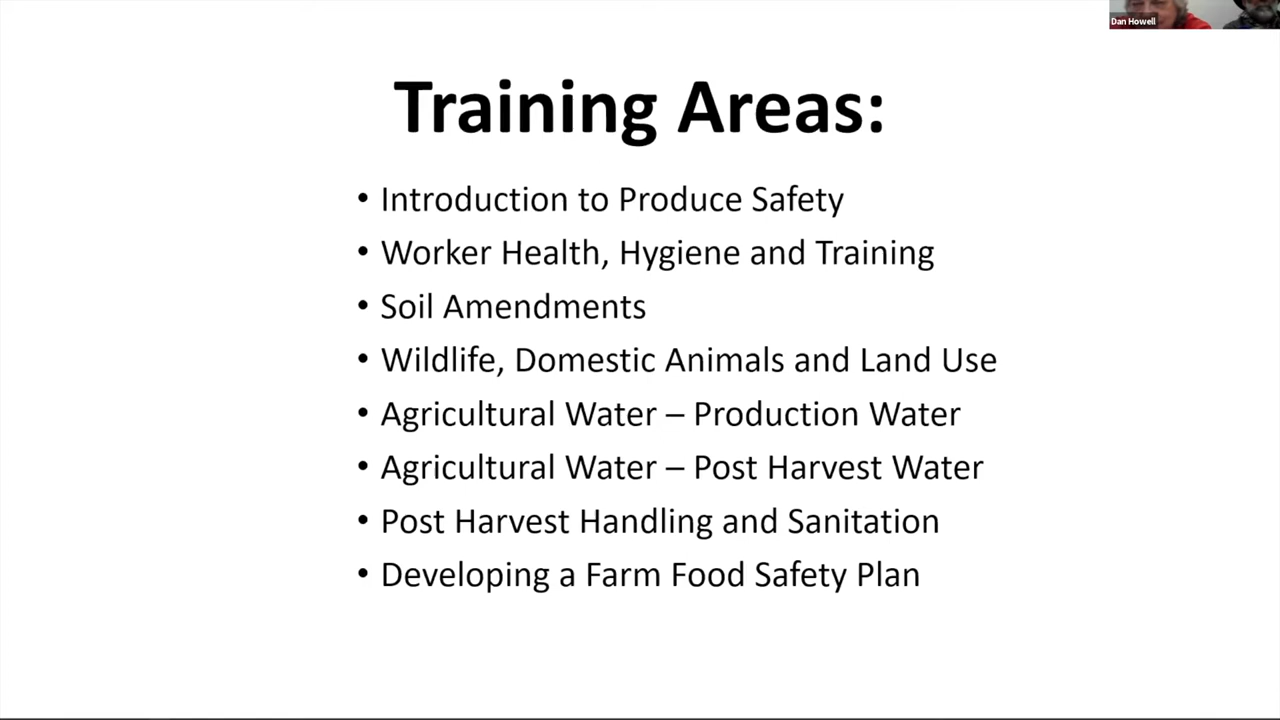 Dan Howell
Training Areas:
• Introduction to Produce Safety
• Worker Health, Hygiene and Training
• Soil Amendments
• Wildlife, Domestic Animals and Land Use
• Agricultural Water – Production Water
• Agricultural Water – Post Harvest Water
• Post Harvest Handling and Sanitation
• Developing a Farm Food Safety Plan